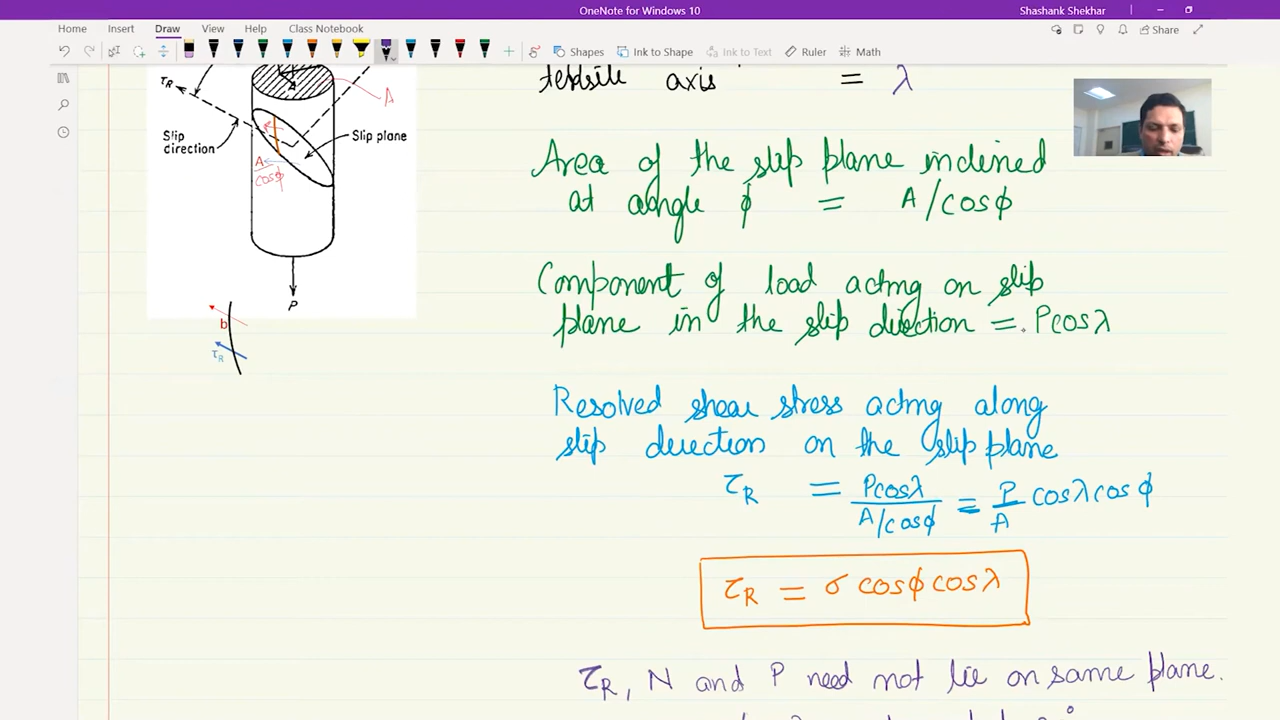 OneNote for Windows 10
Shashank Shekhar
Home Insert Draw View Help Class Notebook
Share
Shapes Ink to Shape Ink to Text Ruler Math
τR
A
Slip direction
Slip plane
A/cosϕ
P
b
τR
tensile axis = λ
Area of the slip plane inclined
at angle ϕ = A/cosϕ
Component of load acting on slip
plane in the slip direction = Pcosλ
Resolved shear stress acting along
slip direction on the slip plane
τR = Pcosλ / A/cosϕ = P/A cosλ cosϕ
τR = σ cosϕ cosλ
τR, N and P need not lie on same plane.